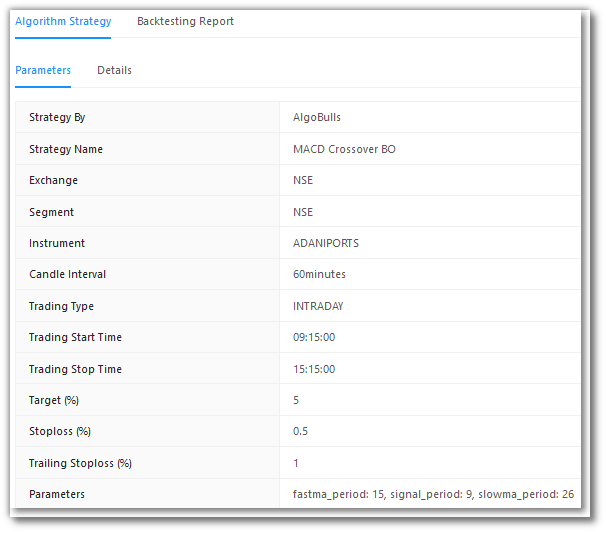 Algorithm Strategy Backtesting Report
Parameters Details
Strategy By AlgoBulls
Strategy Name MACD Crossover BO
Exchange NSE
Segment NSE
Instrument ADANIPORTS
Candle Interval 60minutes
Trading Type INTRADAY
Trading Start Time 09:15:00
Trading Stop Time 15:15:00
Target (%) 5
Stoploss (%) 0.5
Trailing Stoploss (%) 1
Parameters fastma_period: 15, signal_period: 9, slowma_period: 26